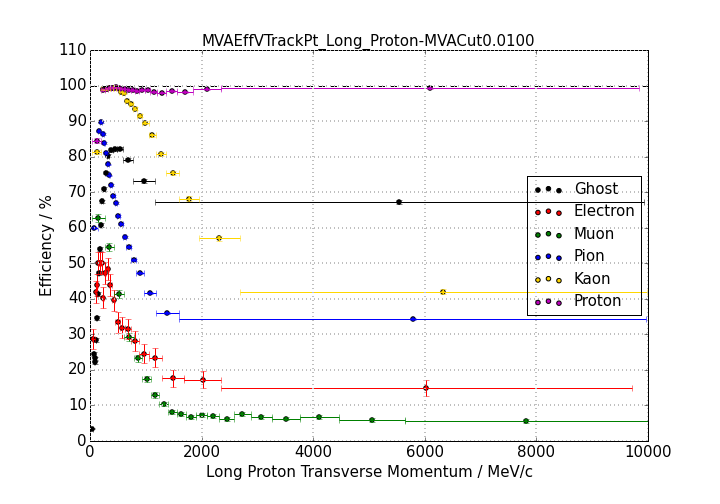 MVAEffVTrackPt_Long_Proton-MVACut0.0100
110
100
90
80
70
60
50
40
30
20
10
0
Efficiency / %
Ghost
Electron
Muon
Pion
Kaon
Proton
0 2000 4000 6000 8000 10000
Long Proton Transverse Momentum / MeV/c